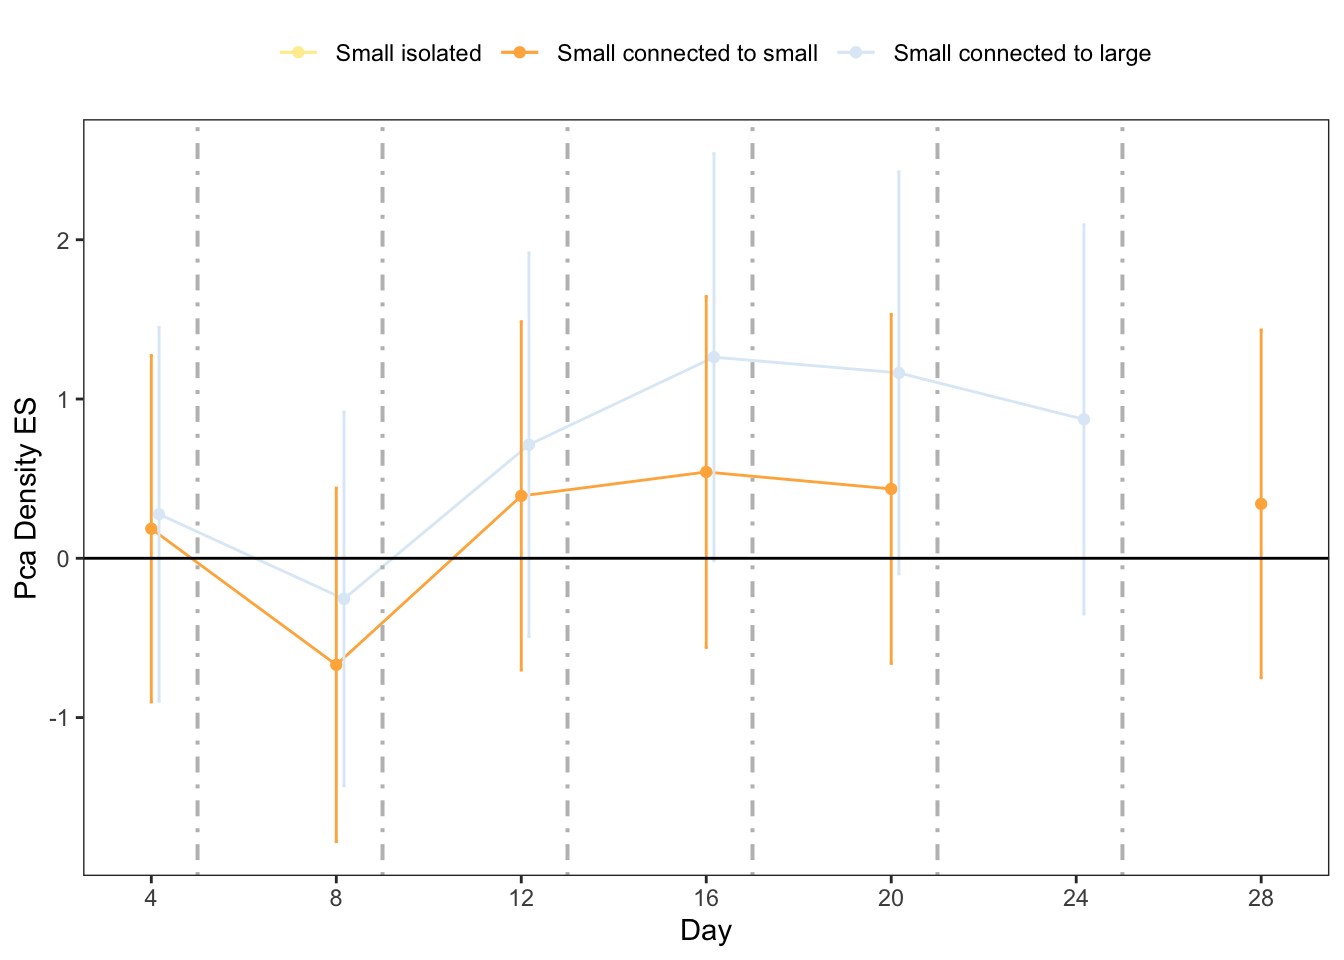 Small isolated Small connected to small Small connected to large
Pca Density ES
2
1
0
-1
4 8 12 16 20 24 28
Day